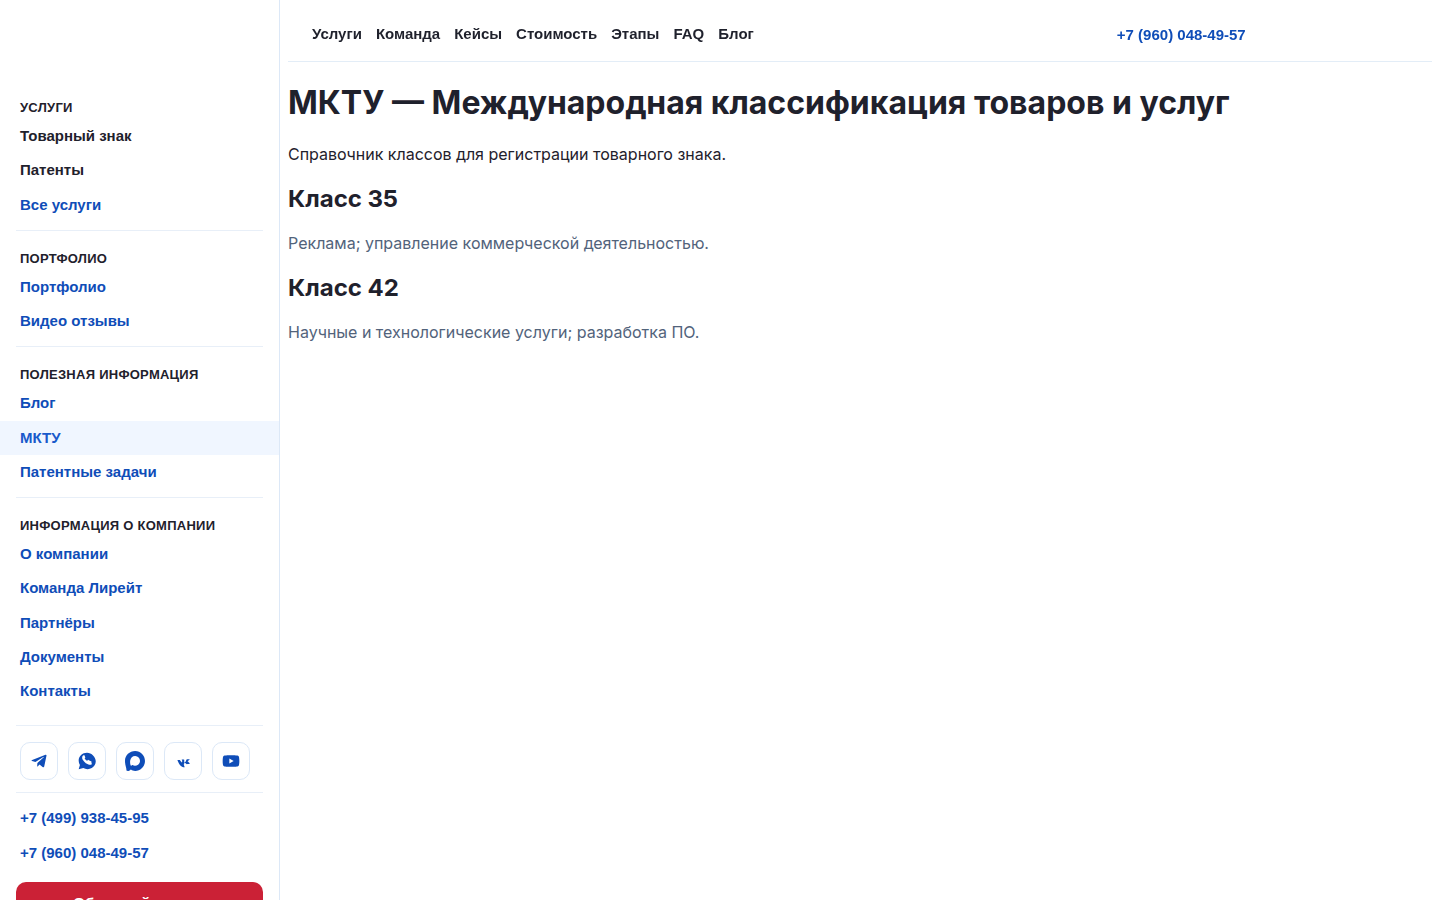 Услуги Команда Кейсы Стоимость Этапы FAQ Блог
+7 (960) 048-49-57
УСЛУГИ
Товарный знак
Патенты
Все услуги
ПОРТФОЛИО
Портфолио
Видео отзывы
ПОЛЕЗНАЯ ИНФОРМАЦИЯ
Блог
МКТУ
Патентные задачи
ИНФОРМАЦИЯ О КОМПАНИИ
О компании
Команда Лирейт
Партнёры
Документы
Контакты
+7 (499) 938-45-95
+7 (960) 048-49-57
МКТУ — Международная классификация товаров и услуг
Справочник классов для регистрации товарного знака.
Класс 35
Реклама; управление коммерческой деятельностью.
Класс 42
Научные и технологические услуги; разработка ПО.